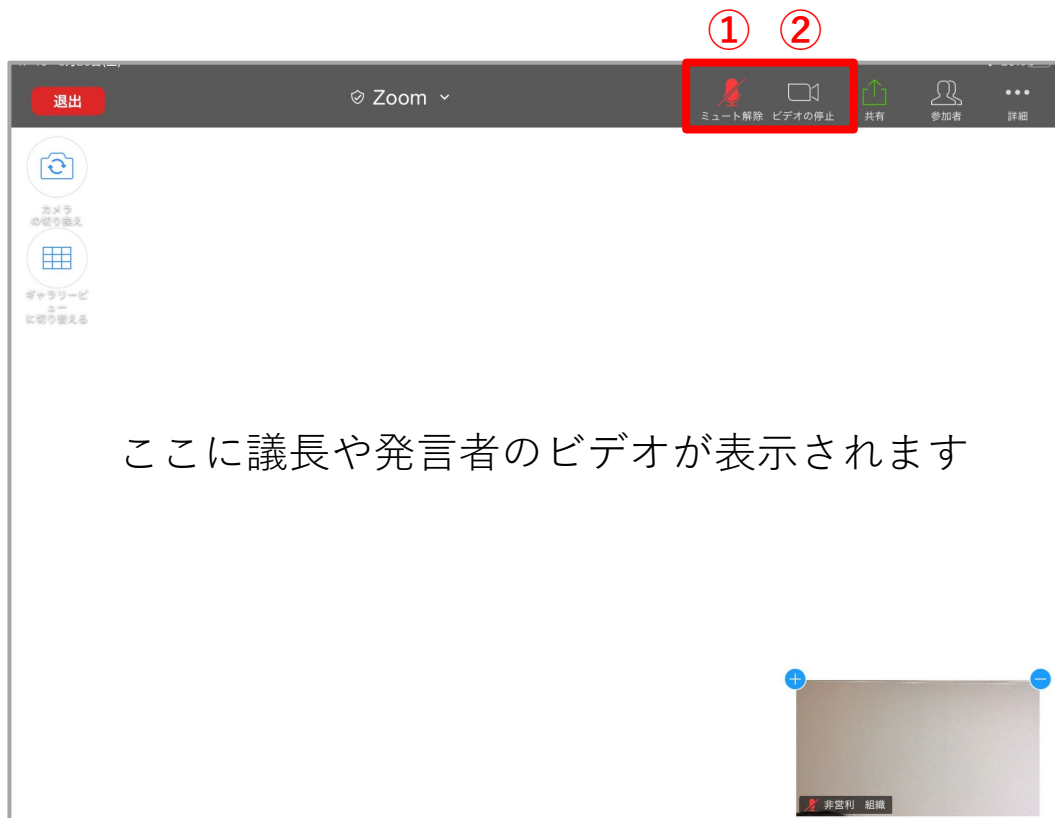 ① ②
退出
Zoom
ミュート解除 ビデオの停止 共有 参加者 詳細
カメラ
の切り換え
ギャラリービ
ュー
に切り替える
ここに議長や発言者のビデオが表示されます
非営利 組織